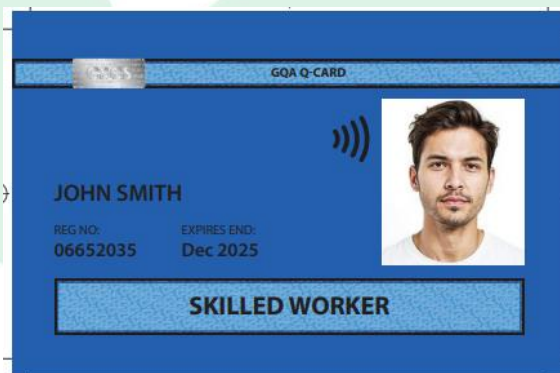 GQA Q-CARD
JOHN SMITH
REG NO: EXPIRES END:
06652035 Dec 2025
SKILLED WORKER